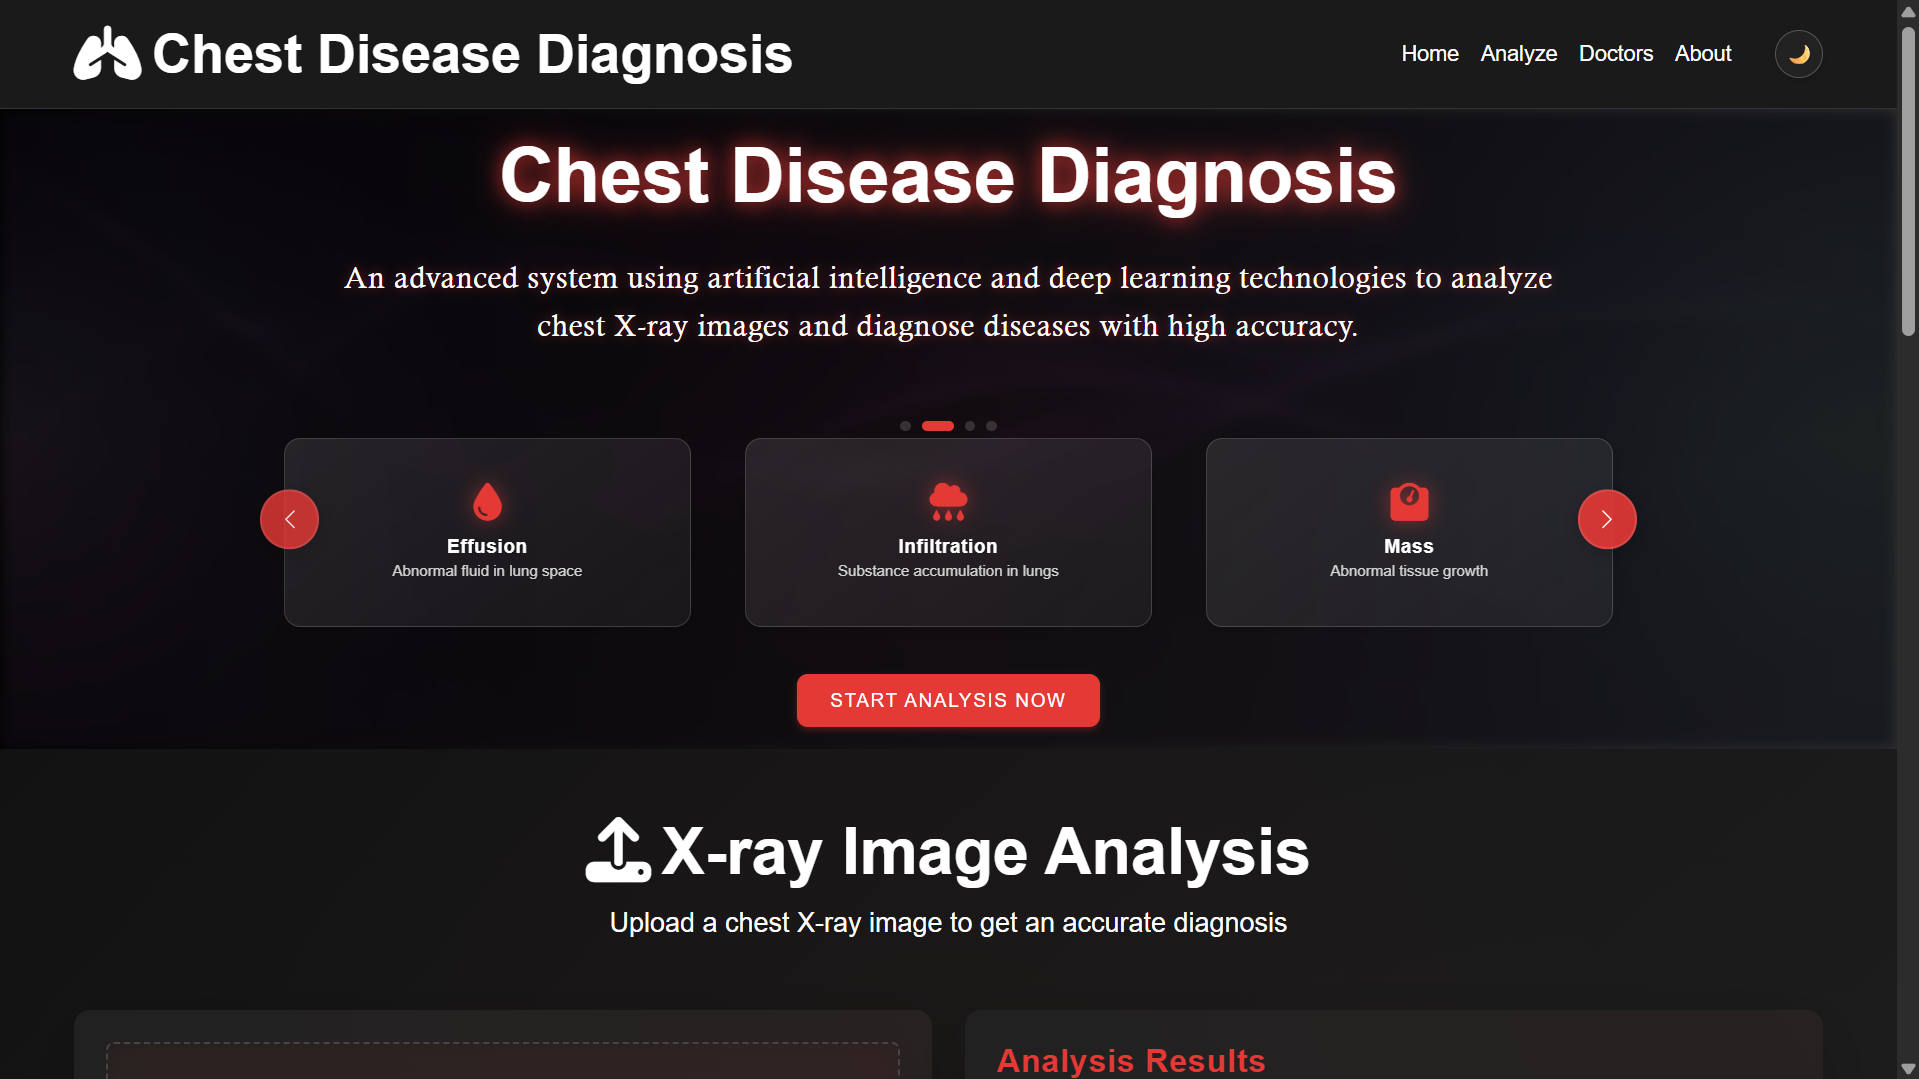 Chest Disease Diagnosis
Home Analyze Doctors About
Chest Disease Diagnosis
An advanced system using artificial intelligence and deep learning technologies to analyze
chest X-ray images and diagnose diseases with high accuracy.
Effusion
Abnormal fluid in lung space
Infiltration
Substance accumulation in lungs
Mass
Abnormal tissue growth
START ANALYSIS NOW
X-ray Image Analysis
Upload a chest X-ray image to get an accurate diagnosis
Analysis Results